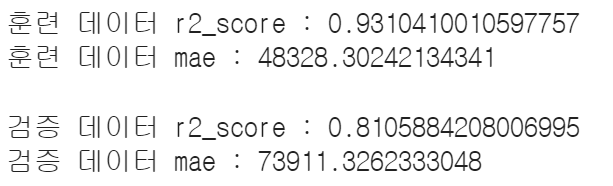 훈련 데이터 r2_score : 0.9310410010597757
훈련 데이터 mae : 48328.30242134341
검증 데이터 r2_score : 0.8105884208006995
검증 데이터 mae : 73911.3262333048